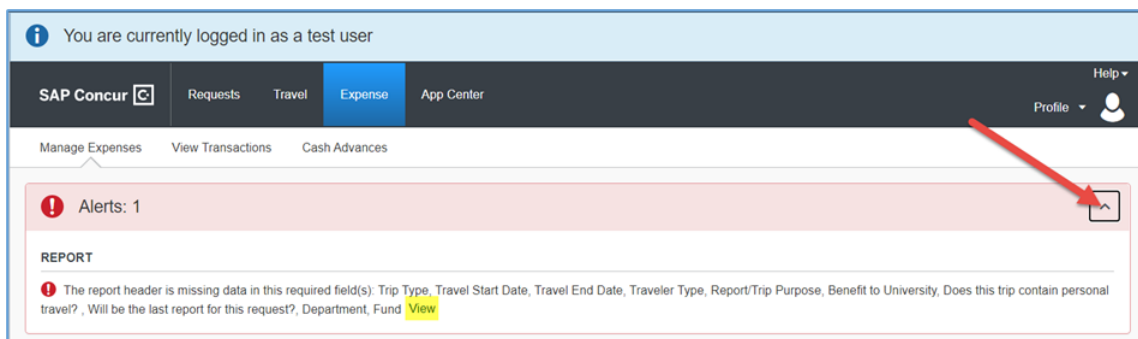 You are currently logged in as a test user
Help
SAP Concur C Requests Travel Expense App Center
Profile
Manage Expenses View Transactions Cash Advances
Alerts: 1
REPORT
The report header is missing data in this required field(s): Trip Type, Travel Start Date, Travel End Date, Traveler Type, Report/Trip Purpose, Benefit to University, Does this trip contain personal
travel? , Will be the last report for this request?, Department, Fund View